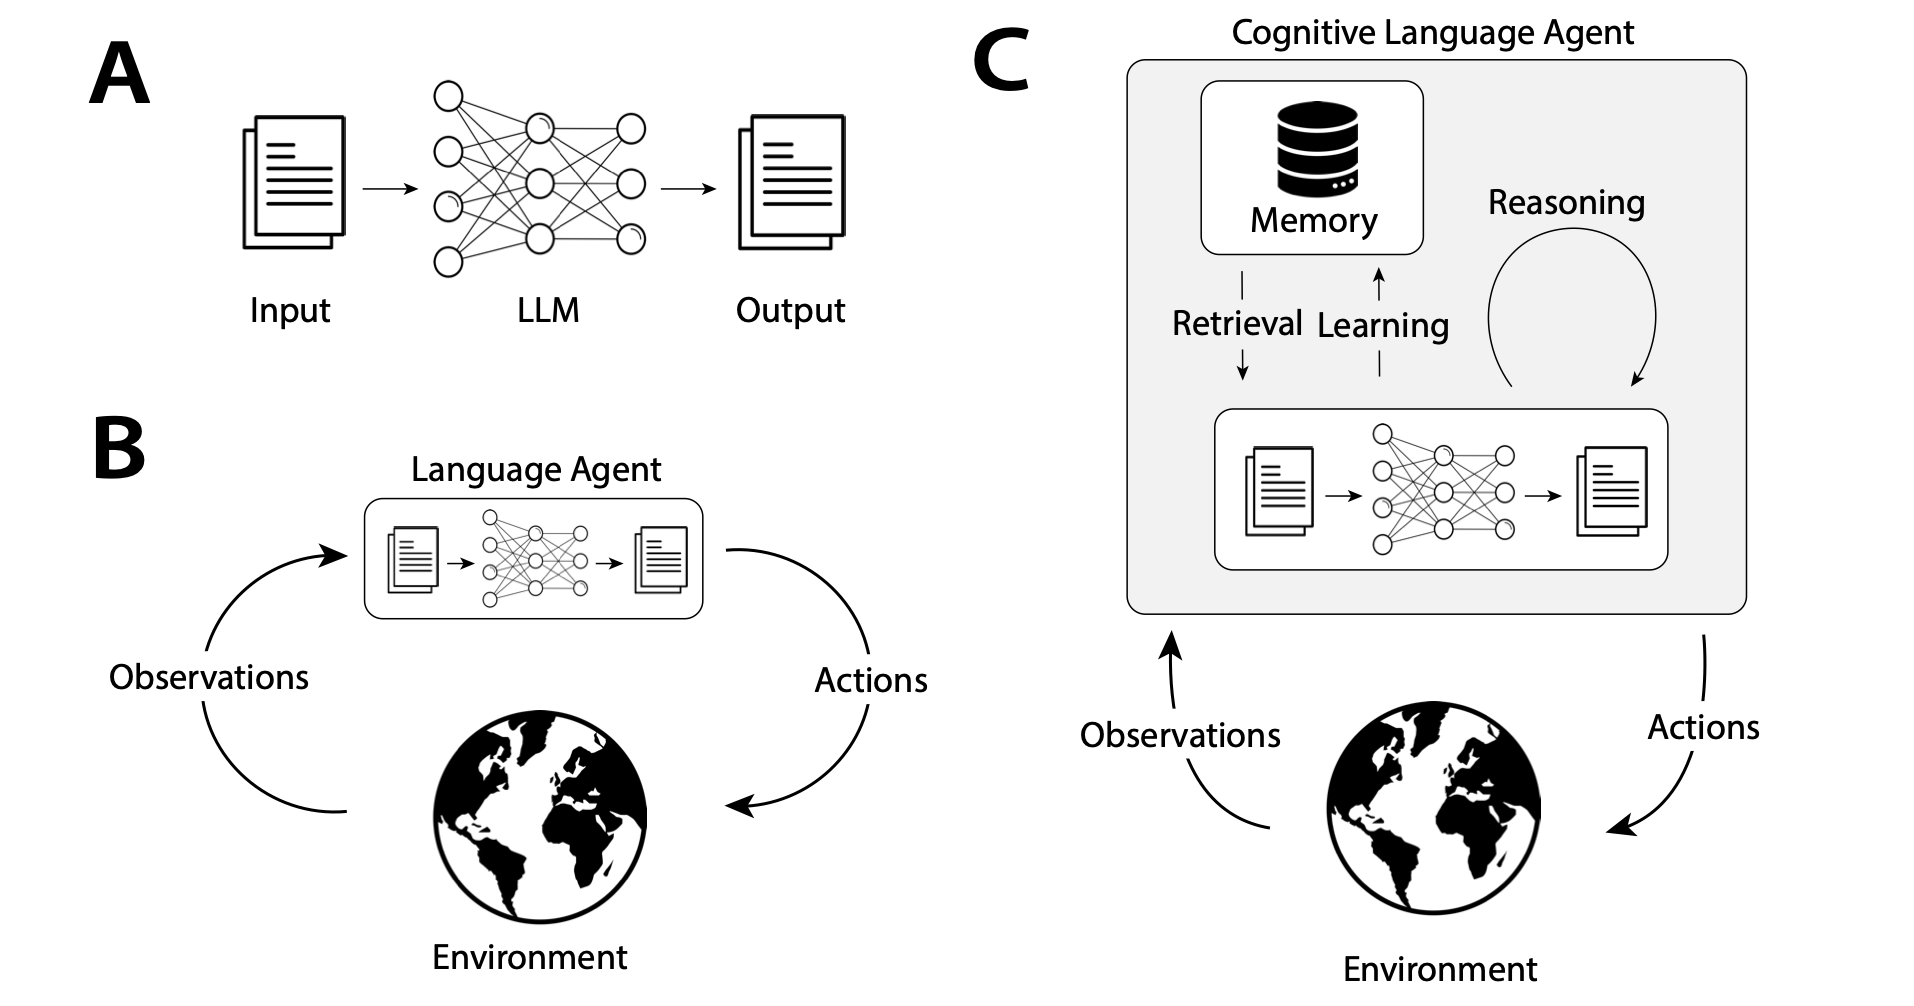 A
Input
LLM
Output
B
Language Agent
Observations
Actions
Environment
C
Cognitive Language Agent
Memory
Reasoning
Retrieval
Learning
Observations
Actions
Environment